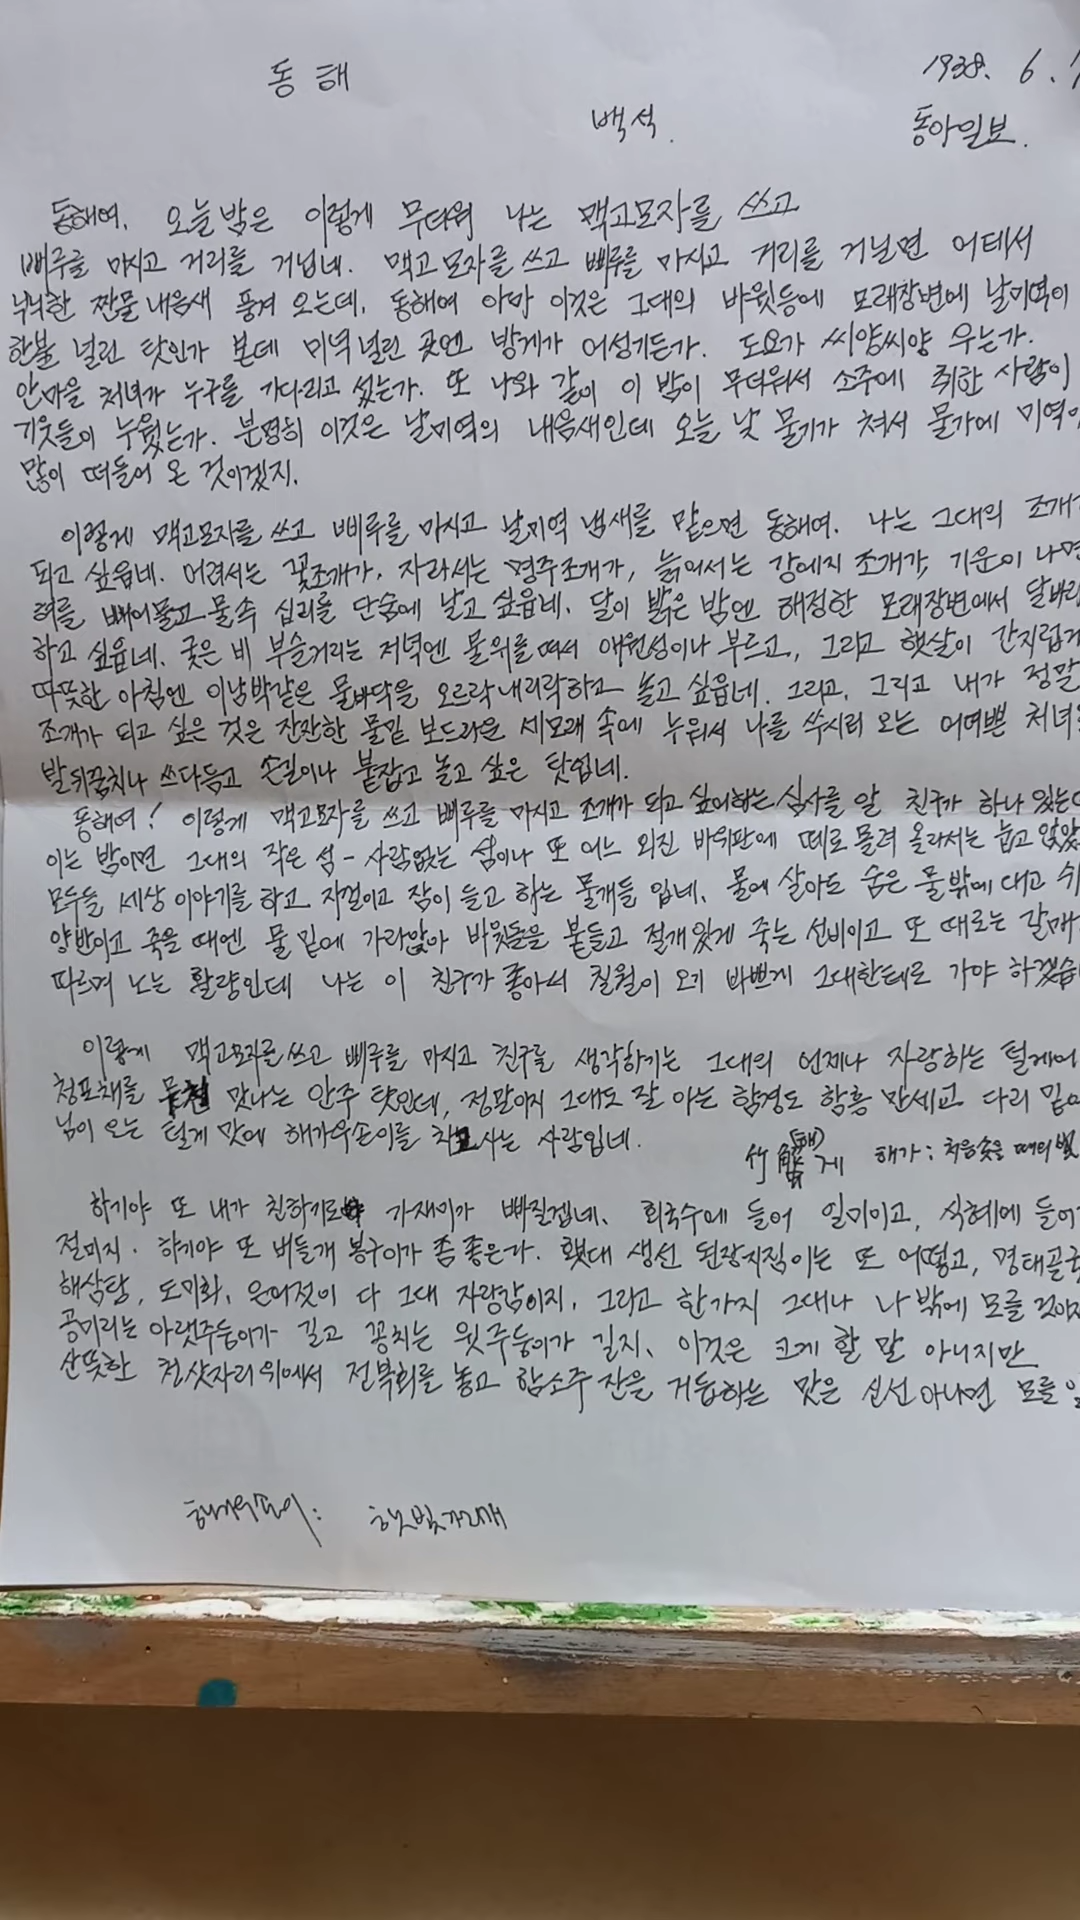 동해
1938. 6.
백석.
동아일보.
동해여, 오늘밤은 이렇게 무더워 나는 맥고모자를 쓰고
삐루를 마시고 거리를 거닙네. 맥고모자를 쓰고 삐루를 마시고 거리를 거닐면 어데서
닉닉한 짠물내음새 풍겨 오는데, 동해여 아마 이것은 그대의 바윗등에 모래장변에 날미역이
한불 널린 탓인가 본데 미역 널린 곳엔 방게가 어성기든가. 도요가 씨양씨양 우는가.
안마을 처녀가 누구를 기다리고 섰는가. 또 나와 같이 이 밤이 무더워서 소주에 취한 사람이
기웃들이 누웠는가. 분명히 이것은 날미역의 내음새인데 오늘 낮 물기가 쳐서 물가에 미역이
많이 떠들어 온 것이겠지.
이렇게 맥고모자를 쓰고 삐루를 마시고 날미역 냄새를 맡으면 동해여, 나는 그대의 조개가
되고 싶읍네. 어려서는 꽃조개가, 자라서는 명주조개가, 늙어서는 강에지 조개가, 기운이 나면
혀를 빼어물고 물속 십리를 단숨에 날고 싶읍네. 달이 밝은 밤엔 해정한 모래장변에서 달바라
하고 싶읍네. 궂은 비 부슬거리는 저녁엔 물위를 떠서 애원성이나 부르고, 그리고 햇살이 간지럽게
따뜻한 아침엔 이남박같은 물바닥을 오르락내리락하고 놀고 싶읍네. 그리고, 그리고 내가 정말
조개가 되고 싶은 것은 잔잔한 물밑 보드라운 세모래 속에 누워서 나를 쑤시러 오는 어여쁜 처녀
발뒤꿈치나 쓰다듬고 손길이나 붙잡고 놀고 싶은 탓입네.
동해여! 이렇게 맥고모자를 쓰고 삐루를 마시고 조개가 되고 싶어하는 심사를 알 친구가 하나 있는
이는 밤이면 그대의 작은 섬 - 사람없는 섬이나 또 어느 외진 바위판에 떼로 몰려 올라서는 눕고 앉았
모두들 세상 이야기를 하고 지껄이고 잠이 들고 하는 물개들 입네. 물에 살아도 숨은 물밖에 대고 쉬
양반이고 죽을 때엔 물 밑에 가라앉아 바윗돌을 붙들고 절개있게 죽는 선비이고 또 때로는 갈매
따르며 노는 활량인데 나는 이 친구가 좋아서 칠월이 오기 바쁘게 그대한테로 가야 하겠습
이렇게 맥고모자를 쓰고 삐루를 마시고 친구를 생각하기는 그대의 언제나 자랑하는 털게에
청포채를 무친 맛나는 안주 탓인데, 정말이지 그대도 잘 아는 함경도 함흥 만세교 다리 밑에
님이 오는 털게 맛에 해가우손이를 치고 사는 사람입네.
竹蟹(해)게 해가: 처음솟을 때의 빛
하기야 또 내가 친하기로야 가재미가 빠질겝네. 회국수에 들어 일미이고, 식혜에 들어
절미지. 하기야 또 버들개 봉구이가 좀 좋은가. 횃대 생선 된장지짐이는 또 어떻고, 명태골국
해삼탕, 도미회, 은어젓이 다 그대 자랑감이지. 그리고 한가지 그대나 나 밖에 모를 것이지
공미리는 아랫주둥이가 길고 꽁치는 윗주둥이가 길지. 이것은 크게 할 말 아니지만
산뜻한 청삿자리위에서 전복회를 놓고 함소주 잔을 거듭하는 맛은 신선 아니면 모를 일
해가우손이: 햇빛가리개